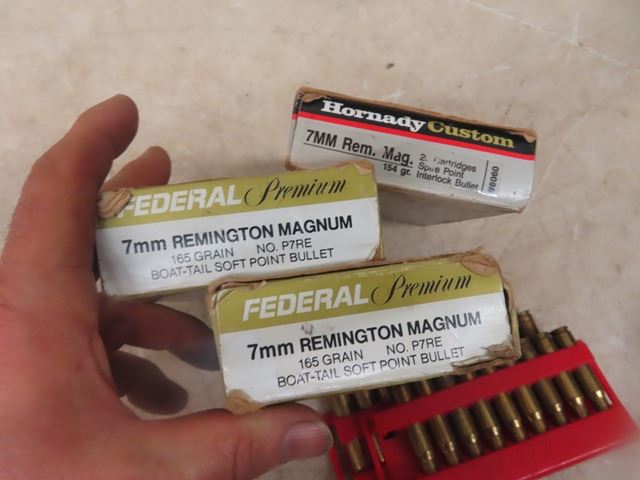 Hornady Custom
7MM Rem. Mag.
Cartridges
Spire Point
154 gr. Interlock Bullet
#8060
FEDERAL Premium
7mm REMINGTON MAGNUM
165 GRAIN NO. P7RE
BOAT-TAIL SOFT POINT BULLET
FEDERAL Premium
7mm REMINGTON MAGNUM
165 GRAIN NO. P7RE
BOAT-TAIL SOFT POINT BULLET